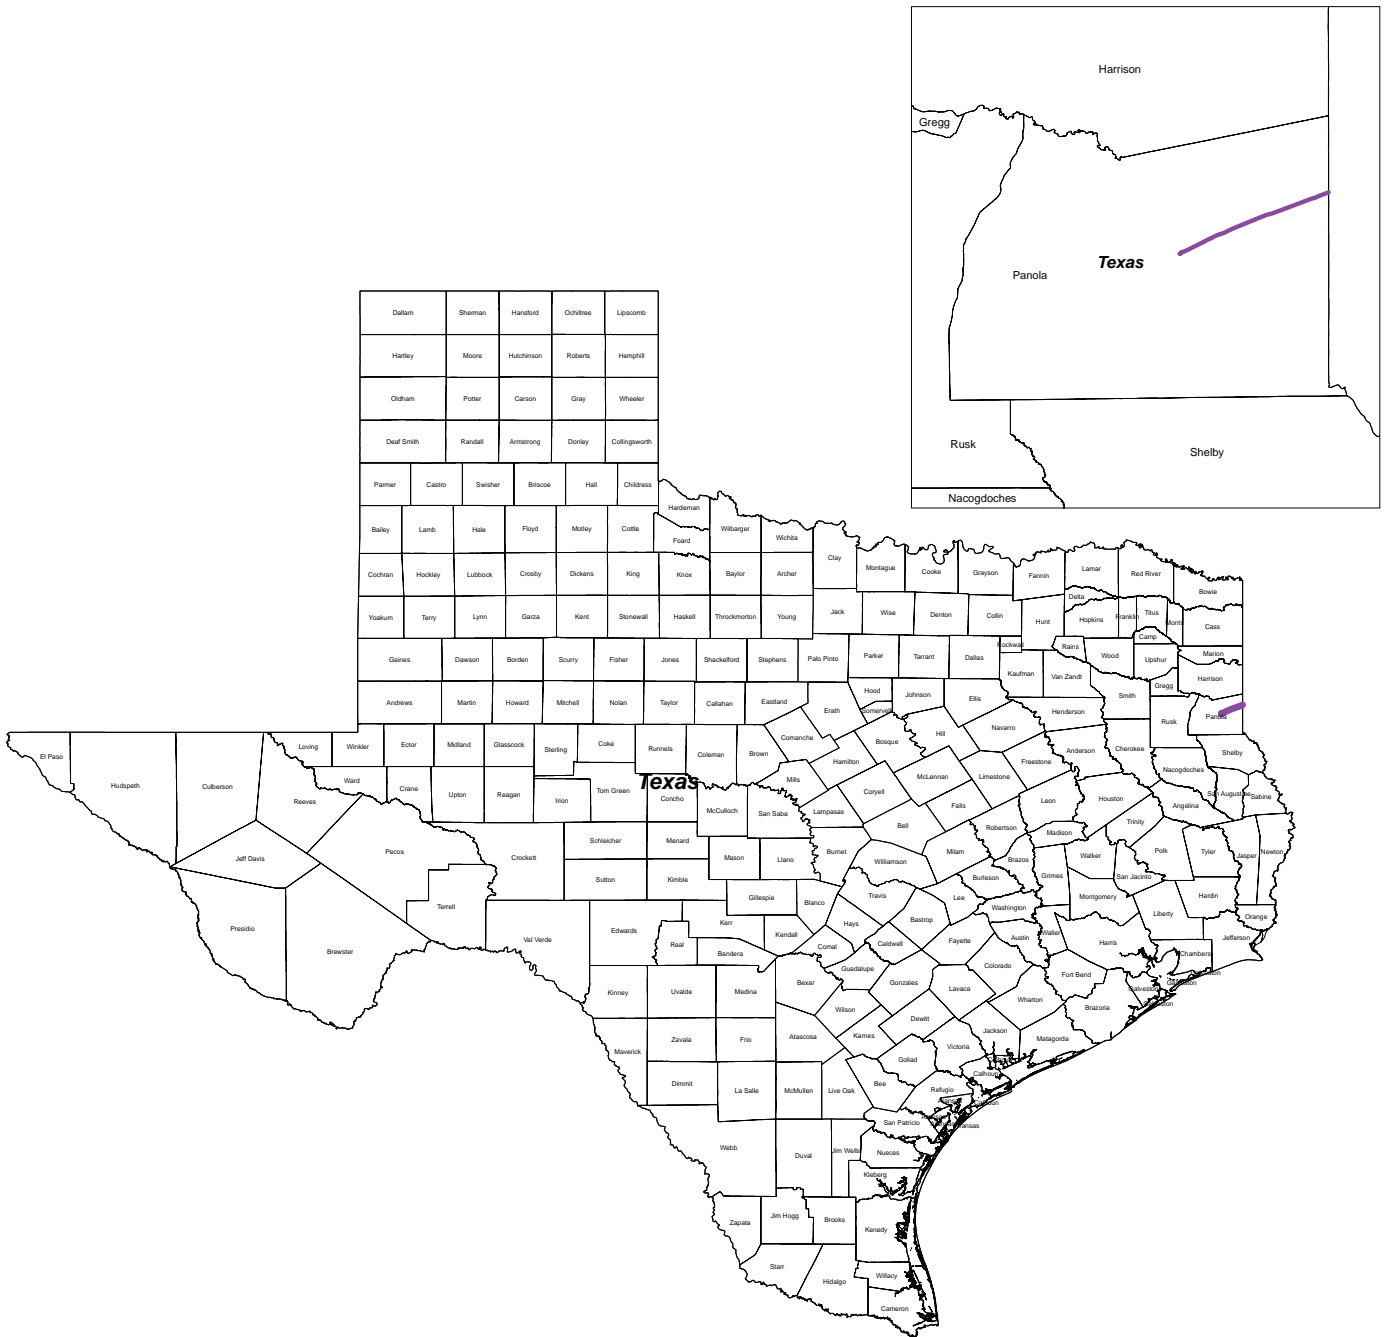 Harrison
Gregg
Texas
Panola
Rusk
Shelby
Nacogdoches
Dallam Sherman Hansford Ochiltree Lipscomb
Hartley Moore Hutchinson Roberts Hemphill
Oldham Potter Carson Gray Wheeler
Deaf Smith Randall Armstrong Donley Collingsworth
Parmer Castro Swisher Briscoe Hall Childress
Hardeman
Bailey Lamb Hale Floyd Motley Cottle Foard Wilbarger Wichita
Clay Montague Cooke Grayson Fannin Lamar Red River Bowie
Cochran Hockley Lubbock Crosby Dickens King Knox Baylor Archer
Delta
Yoakum Terry Lynn Garza Kent Stonewall Haskell Throckmorton Young Jack Wise Denton Collin Hunt Hopkins Franklin Titus Morris Cass
Camp
Rockwall Rains Wood Upshur Marion
Gaines Dawson Borden Scurry Fisher Jones Shackelford Stephens Palo Pinto Parker Tarrant Dallas Kaufman Van Zandt Gregg Harrison
Andrews Martin Howard Mitchell Nolan Taylor Callahan Eastland Erath Hood Johnson Ellis Henderson Smith Rusk Panola
Somervell
El Paso Hudspeth Culberson Loving Winkler Ector Midland Glasscock Sterling Coke Runnels Coleman Brown Comanche Hamilton Bosque Hill Navarro Freestone Anderson Cherokee Nacogdoches Shelby
Reeves Ward Crane Upton Reagan Irion Tom Green Concho Texas Mills Coryell McLennan Limestone Leon Houston Angelina San Augustine Sabine
McCulloch San Saba Lampasas Bell Falls Robertson Madison Trinity
Jeff Davis Pecos Crockett Schleicher Menard Mason Llano Burnet Williamson Milam Brazos Grimes Walker San Jacinto Polk Tyler Jasper Newton
Sutton Kimble Gillespie Blanco Travis Lee Burleson Washington Montgomery Liberty Hardin
Presidio Brewster Terrell Val Verde Edwards Real Kerr Kendall Hays Bastrop Fayette Austin Waller Harris Orange
Bandera Comal Caldwell Jefferson
Chambers
Kinney Uvalde Medina Bexar Guadalupe Gonzales Lavaca Colorado Fort Bend Galveston
Galveston
Wilson Wharton Brazoria
Maverick Zavala Frio Atascosa Karnes Dewitt Jackson Matagorda
Goliad Victoria
Dimmit La Salle McMullen Live Oak Bee Refugio Calhoun
San Patricio
Webb Duval Jim Wells Nueces
Kleberg
Zapata Jim Hogg Brooks Kenedy
Starr Hidalgo Willacy
Cameron